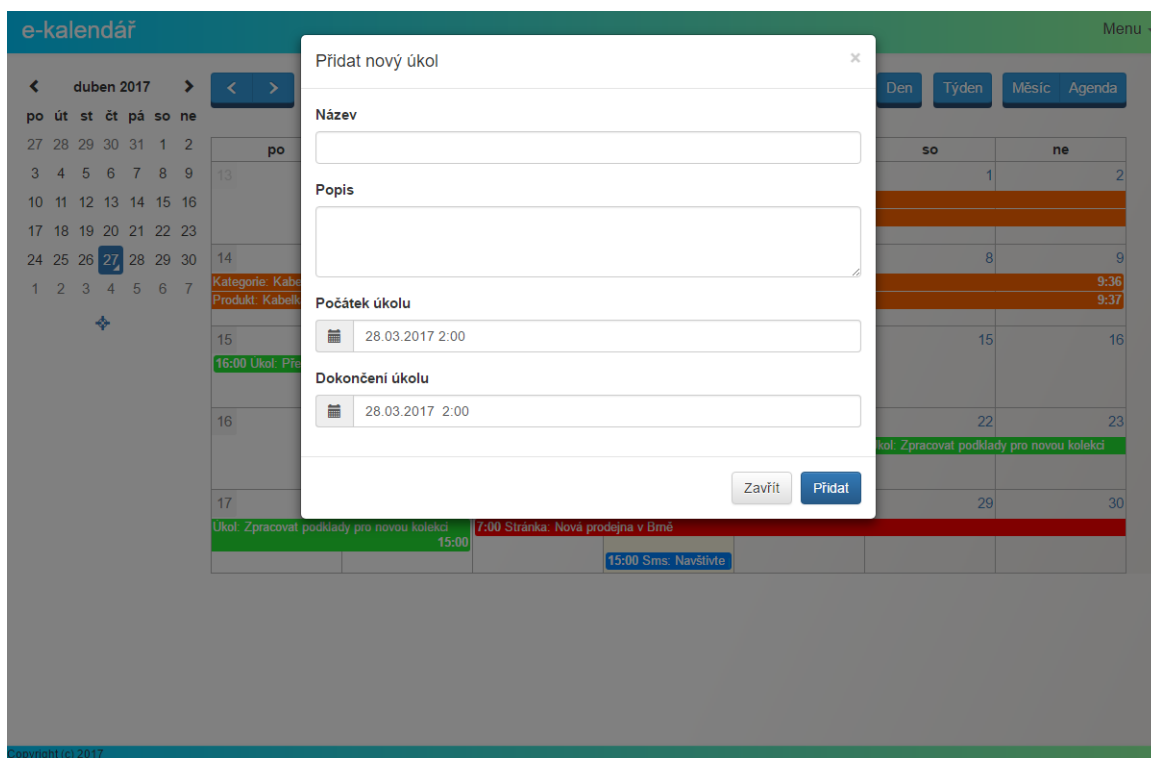 e-kalendář
Menu
duben 2017
po út st čt pá so ne
27 28 29 30 31 1 2
3 4 5 6 7 8 9
10 11 12 13 14 15 16
17 18 19 20 21 22 23
24 25 26 27 28 29 30
1 2 3 4 5 6 7
Přidat nový úkol
×
Název
Popis
Počátek úkolu
28.03.2017 2:00
Dokončení úkolu
28.03.2017 2:00
Zavřít Přidat
Den Týden Měsíc Agenda
po so ne
13 1 2
14 8 9
Kategorie: 9:36
Produkt: 9:37
15 15 16
16:00 Úkol:
16 22 23
Zpracovat podklady pro novou kolekci
17 29 30
Úkol: Zpracovat podklady pro novou kolekci 7:00 Stránka: Nová prodejna v Brně
15:00
15:00 Sms: Navštivte
Copyright (c) 2017